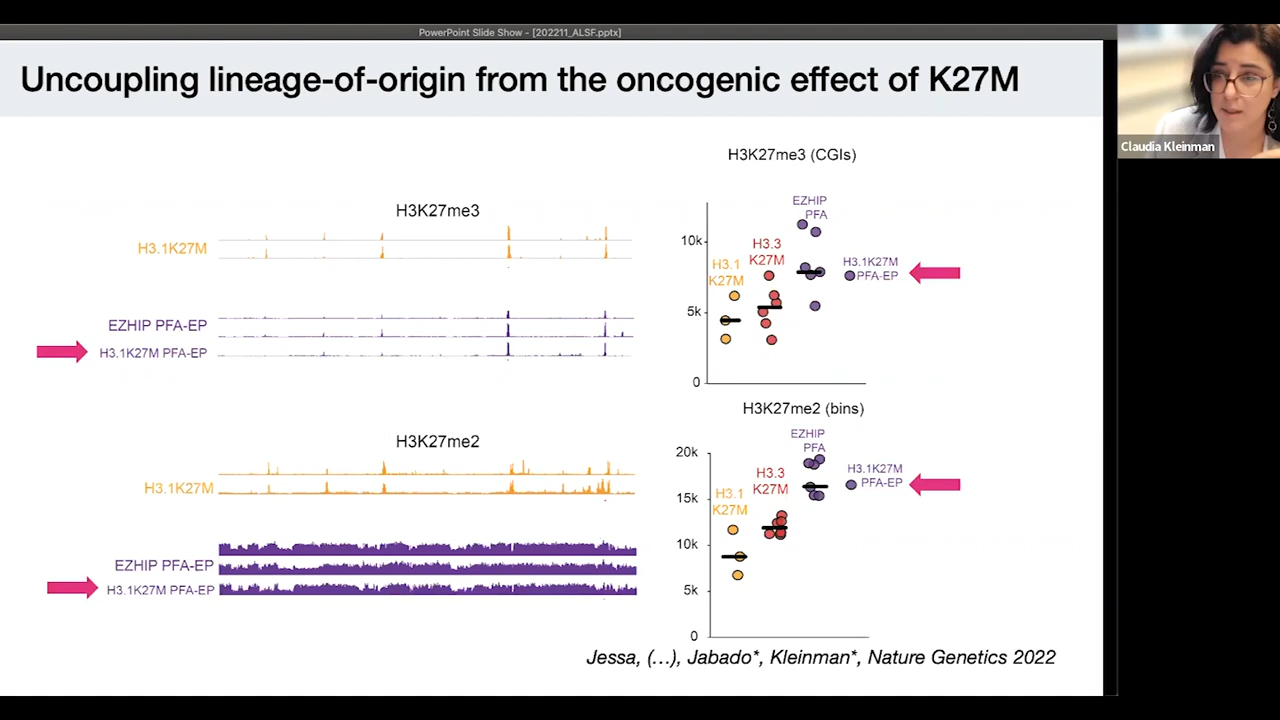 PowerPoint Slide Show - [202211_ALSF.pptx]
Uncoupling lineage-of-origin from the oncogenic effect of K27M
Claudia Kleinman
H3K27me3
H3.1K27M
EZHIP PFA-EP
H3.1K27M PFA-EP
H3K27me3 (CGIs)
10k
5k
0
H3.1
K27M
H3.3
K27M
EZHIP
PFA
H3.1K27M
PFA-EP
H3K27me2
H3.1K27M
EZHIP PFA-EP
H3.1K27M PFA-EP
H3K27me2 (bins)
20k
15k
10k
5k
0
H3.1
K27M
H3.3
K27M
EZHIP
PFA
H3.1K27M
PFA-EP
Jessa, (…), Jabado*, Kleinman*, Nature Genetics 2022